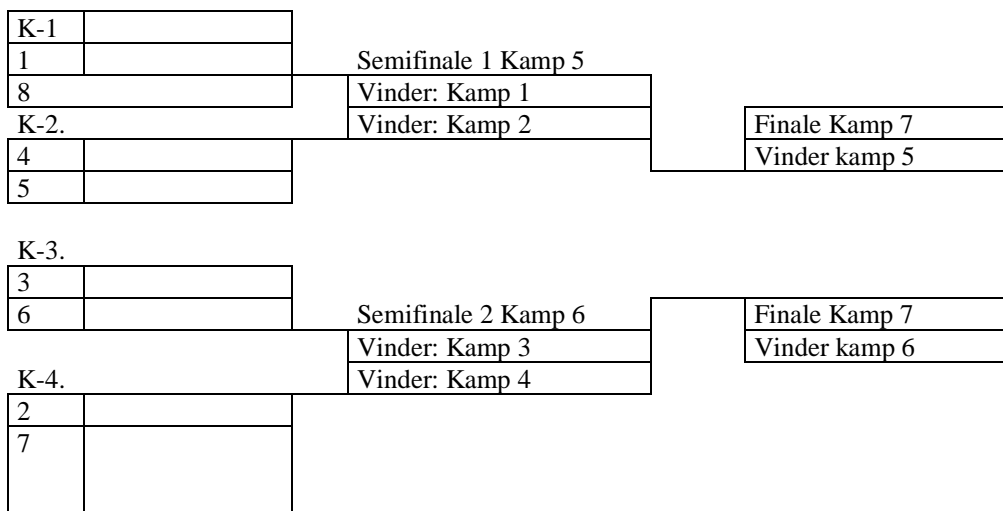 K-1
1
Semifinale 1 Kamp 5
8
Vinder: Kamp 1
K-2.
Vinder: Kamp 2
Finale Kamp 7
4
Vinder kamp 5
5
K-3.
3
6
Semifinale 2 Kamp 6
Finale Kamp 7
Vinder: Kamp 3
Vinder kamp 6
K-4.
Vinder: Kamp 4
2
7